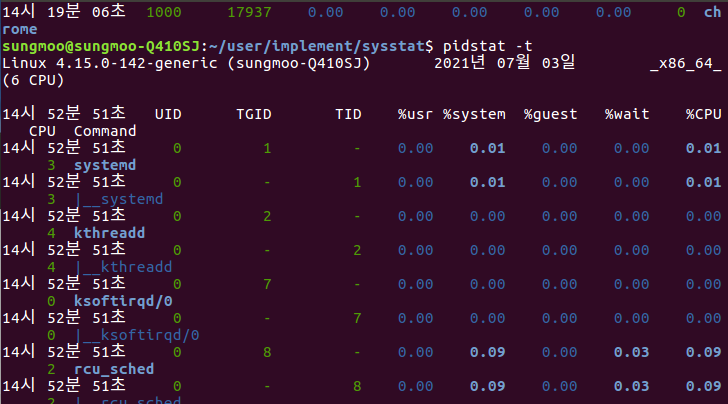 14시 19분 06초 1000 17937 0.00 0.00 0.00 0.00 0.00 0 ch
rome
sungmoo@sungmoo-Q410SJ:~/user/implement/sysstat$ pidstat -t
Linux 4.15.0-142-generic (sungmoo-Q410SJ) 2021년 07월 03일 _x86_64_
(6 CPU)
14시 52분 51초 UID TGID TID %usr %system %guest %wait %CPU
CPU Command
14시 52분 51초 0 1 - 0.00 0.01 0.00 0.00 0.01
3 systemd
14시 52분 51초 0 - 1 0.00 0.01 0.00 0.00 0.01
3 |__systemd
14시 52분 51초 0 2 - 0.00 0.00 0.00 0.00 0.00
4 kthreadd
14시 52분 51초 0 - 2 0.00 0.00 0.00 0.00 0.00
4 |__kthreadd
14시 52분 51초 0 7 - 0.00 0.00 0.00 0.00 0.00
0 ksoftirqd/0
14시 52분 51초 0 - 7 0.00 0.00 0.00 0.00 0.00
0 |__ksoftirqd/0
14시 52분 51초 0 8 - 0.00 0.09 0.00 0.03 0.09
2 rcu_sched
14시 52분 51초 0 - 8 0.00 0.09 0.00 0.03 0.09
2 |__rcu_sched